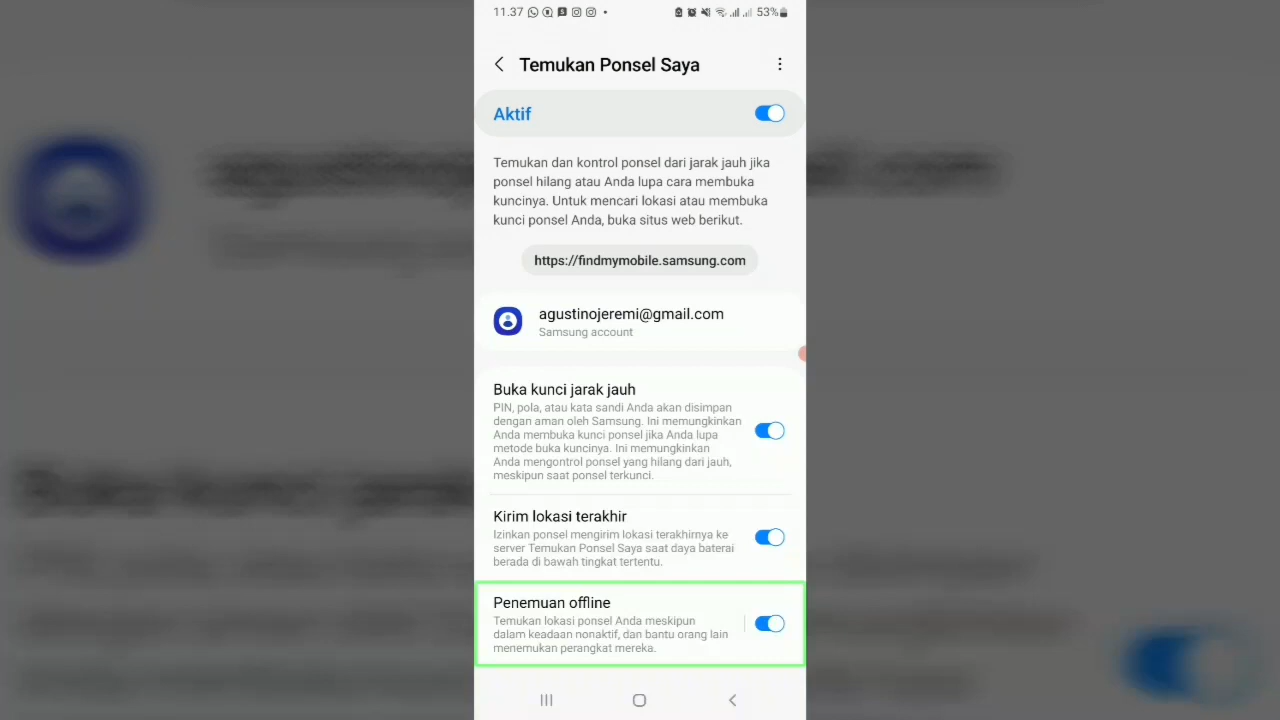 11.37
53%
Temukan Ponsel Saya
Aktif
Temukan dan kontrol ponsel dari jarak jauh jika
ponsel hilang atau Anda lupa cara membuka
kuncinya. Untuk mencari lokasi atau membuka
kunci ponsel Anda, buka situs web berikut.
https://findmymobile.samsung.com
agustinojeremi@gmail.com
Samsung account
Buka kunci jarak jauh
PIN, pola, atau kata sandi Anda akan disimpan
dengan aman oleh Samsung. Ini memungkinkan
Anda membuka kunci ponsel jika Anda lupa
metode buka kuncinya. Ini memungkinkan
Anda mengontrol ponsel yang hilang dari jauh,
meskipun saat ponsel terkunci.
Kirim lokasi terakhir
Izinkan ponsel mengirim lokasi terakhirnya ke
server Temukan Ponsel Saya saat daya baterai
berada di bawah tingkat tertentu.
Penemuan offline
Temukan lokasi ponsel Anda meskipun
dalam keadaan nonaktif, dan bantu orang lain
menemukan perangkat mereka.